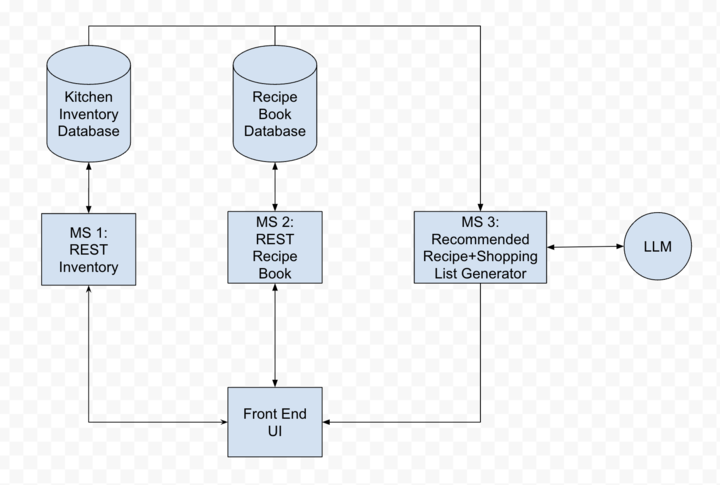 Kitchen
Inventory
Database
Recipe
Book
Database
MS 1:
REST
Inventory
MS 2:
REST
Recipe
Book
MS 3:
Recommended
Recipe+Shopping
List Generator
LLM
Front End
UI